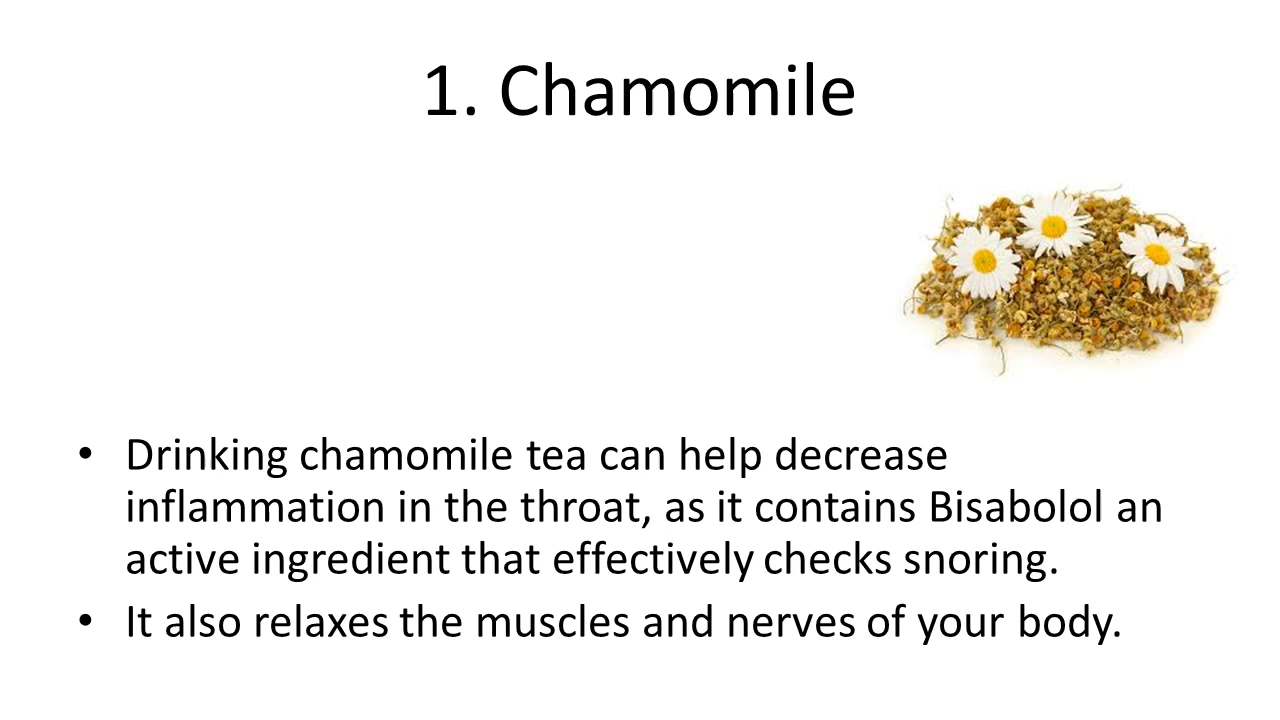 1. Chamomile
• Drinking chamomile tea can help decrease
inflammation in the throat, as it contains Bisabolol an
active ingredient that effectively checks snoring.
• It also relaxes the muscles and nerves of your body.